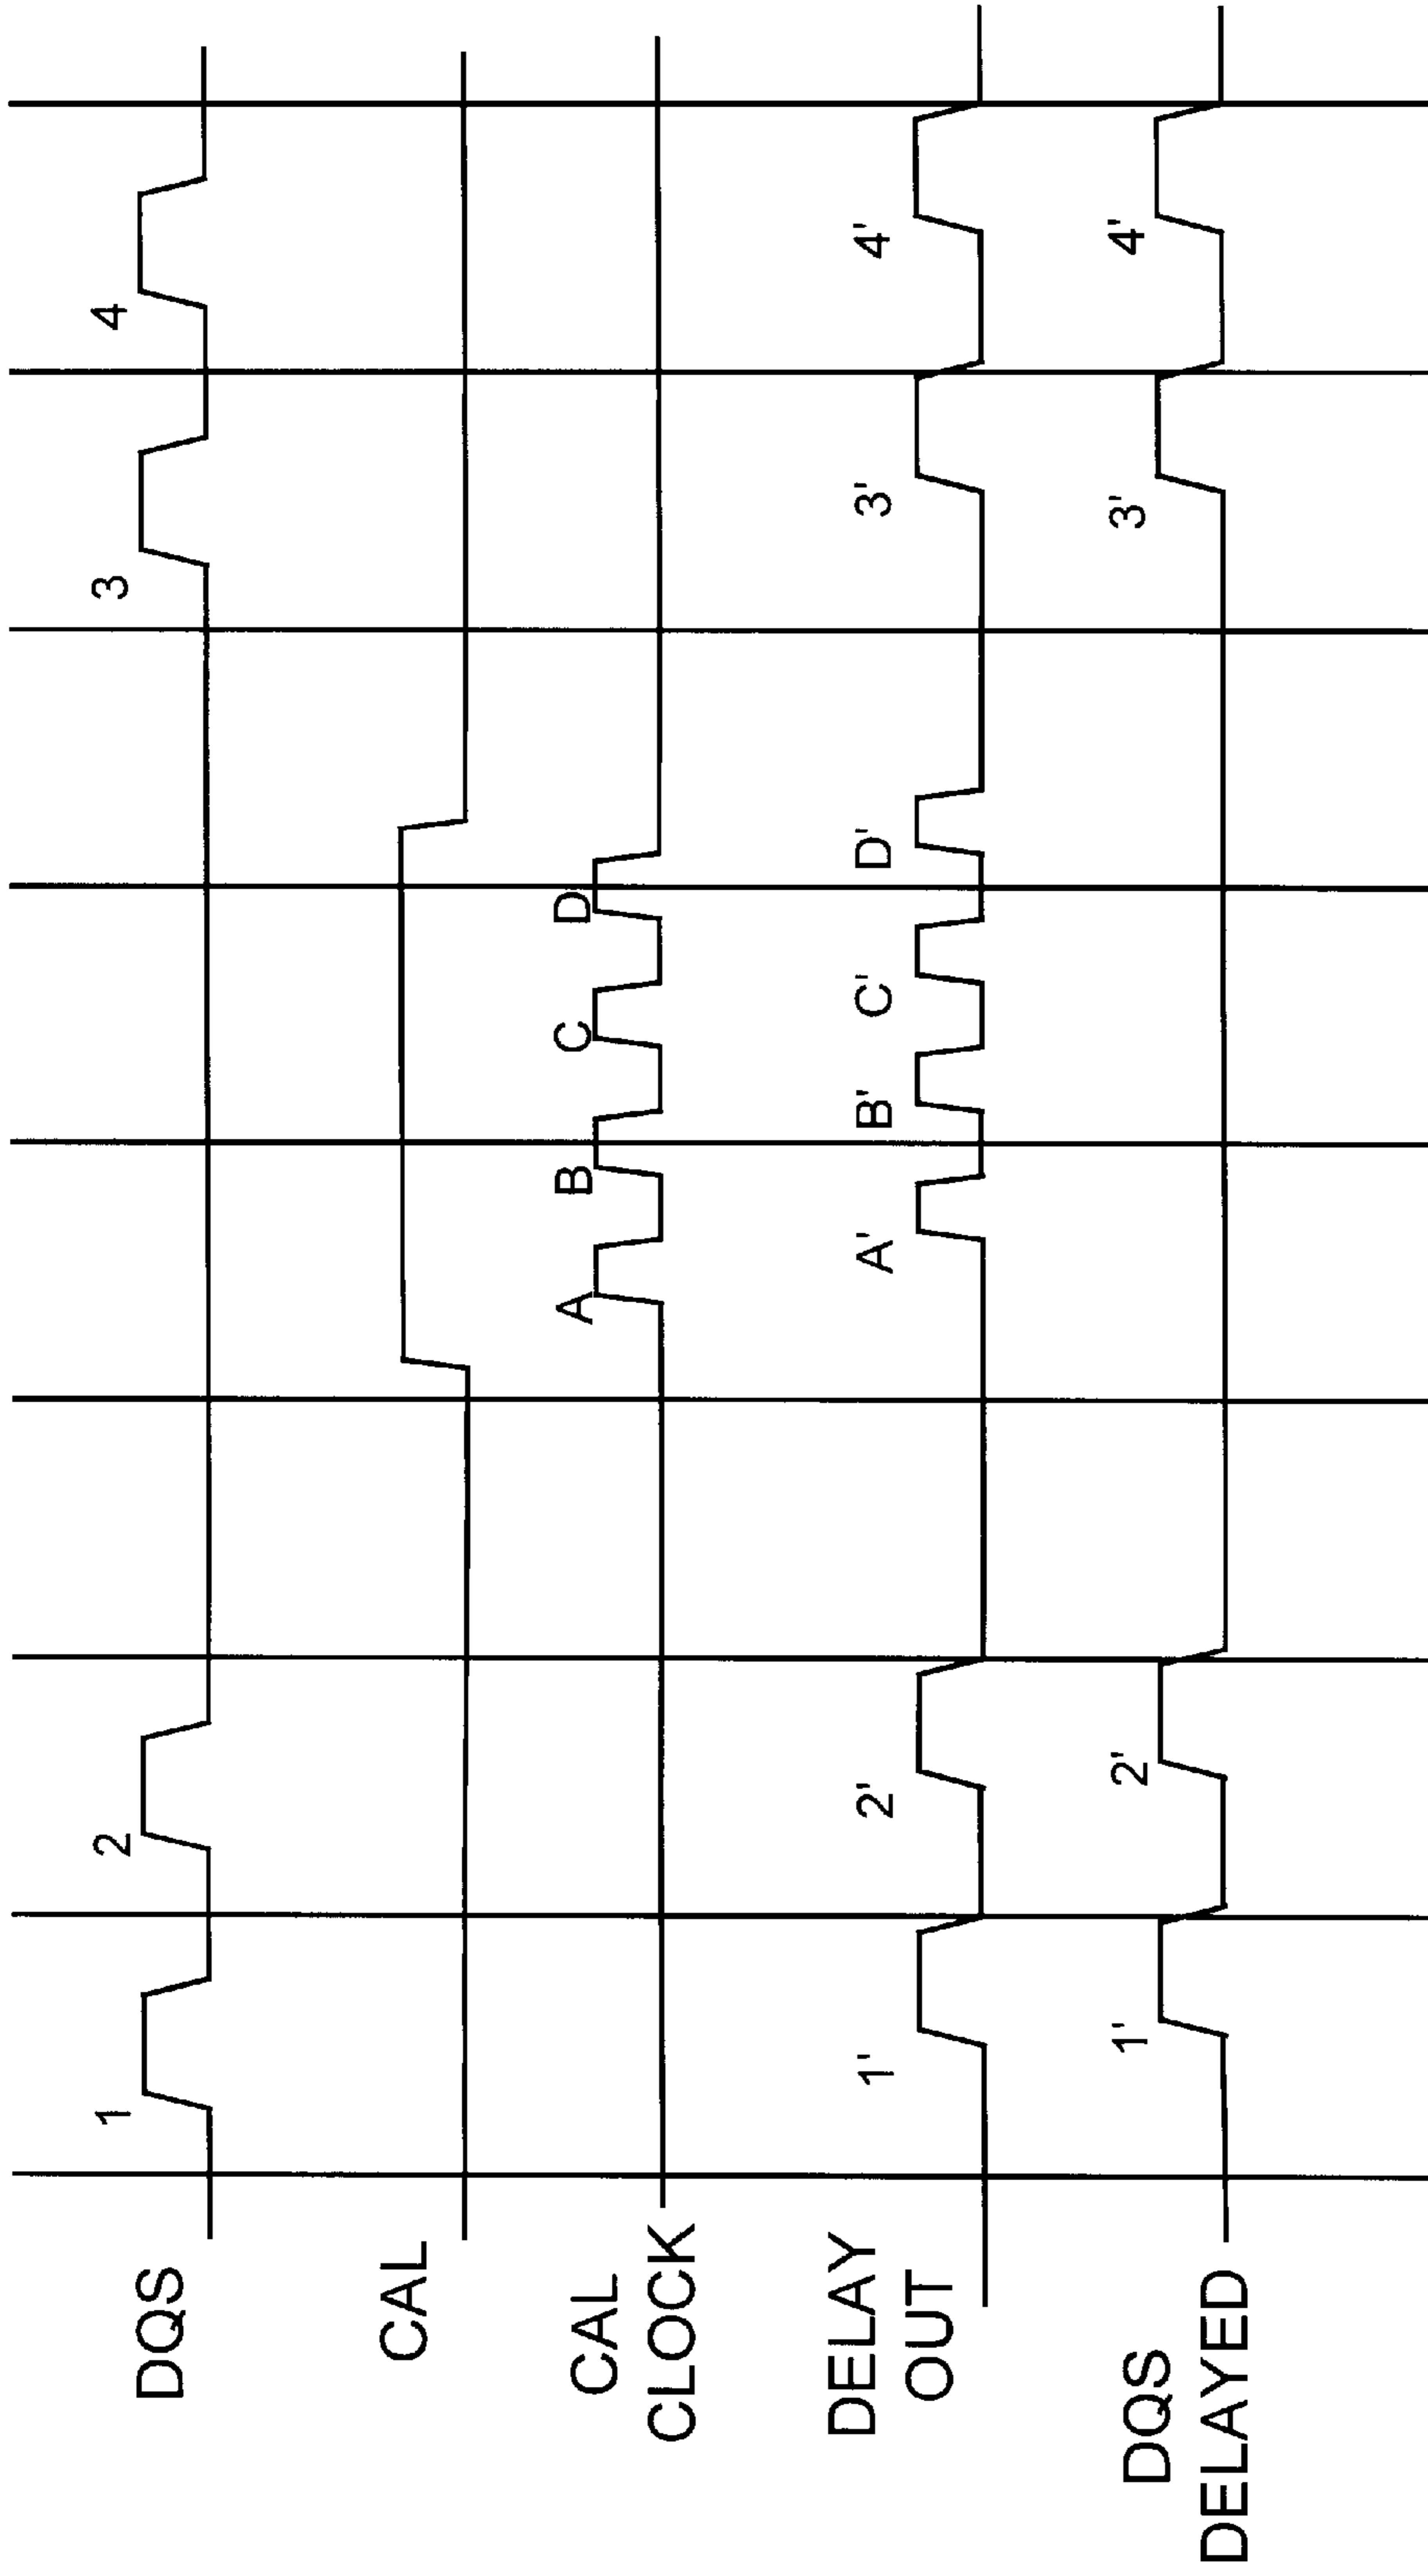 DQS
1
2
3
4
CAL
CAL
CLOCK
A
B
C
D
DELAY
OUT
1'
2'
A'
B'
C'
D'
3'
4'
DQS
DELAYED
1'
2'
3'
4'